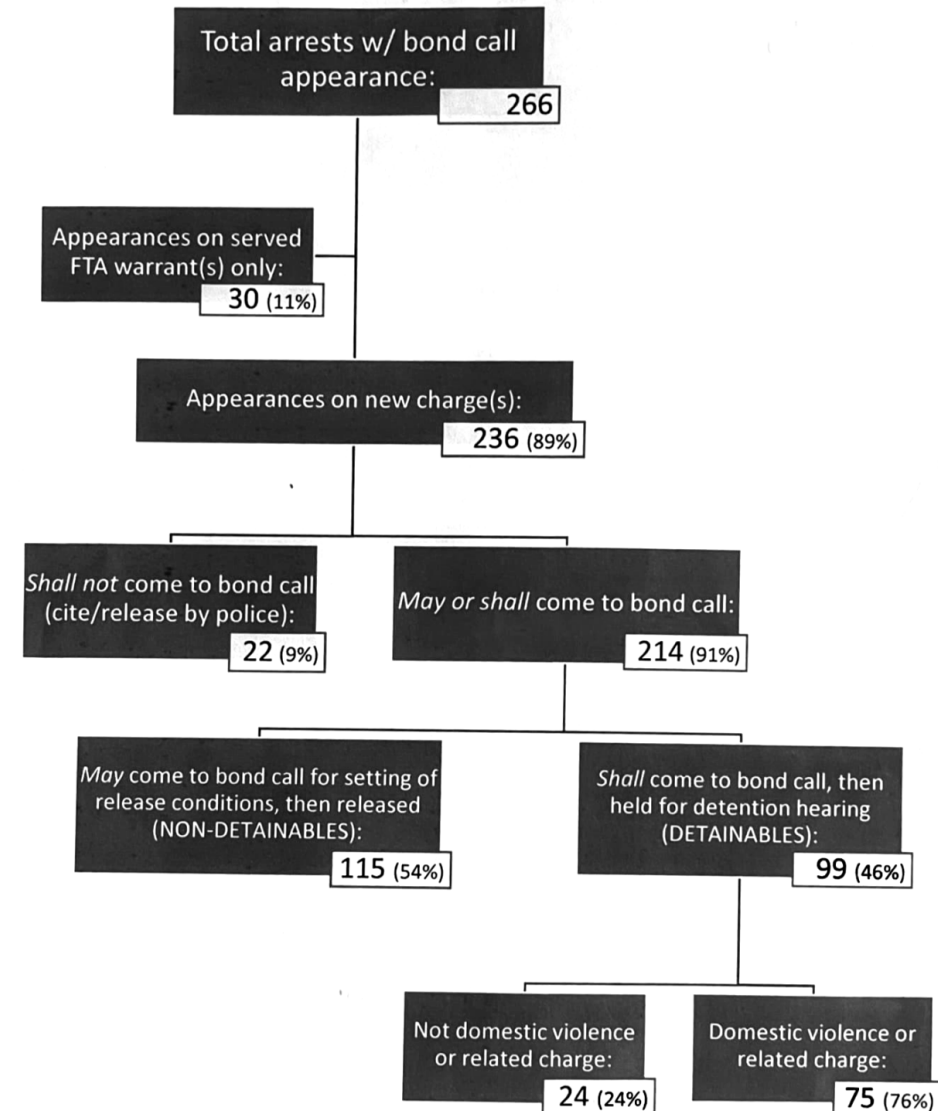 Total arrests w/ bond call
appearance:
266
Appearances on served
FTA warrant(s) only:
30 (11%)
Appearances on new charge(s):
236 (89%)
Shall not come to bond call
(cite/release by police):
22 (9%)
May or shall come to bond call:
214 (91%)
May come to bond call for setting of
release conditions, then released
(NON-DETAINABLES):
115 (54%)
Shall come to bond call, then
held for detention hearing
(DETAINABLES):
99 (46%)
Not domestic violence
or related charge:
24 (24%)
Domestic violence or
related charge:
75 (76%)